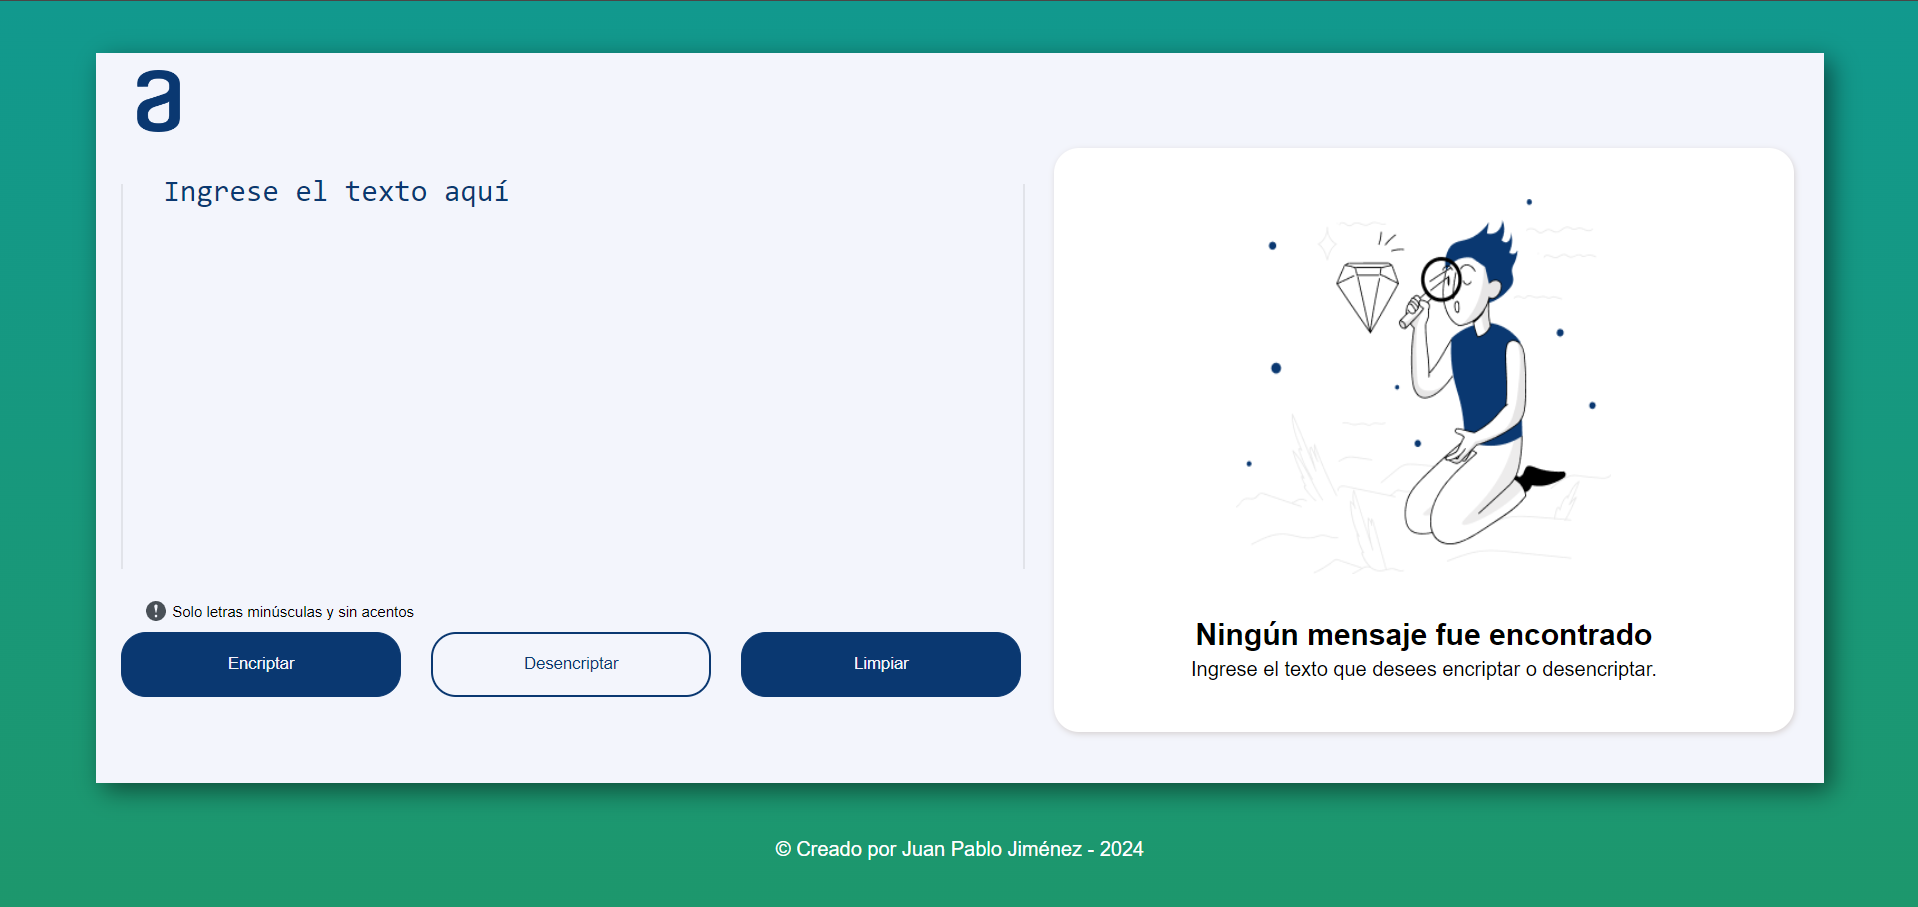 a
Ingrese el texto aquí
! Solo letras minúsculas y sin acentos
Encriptar
Desencriptar
Limpiar
Ningún mensaje fue encontrado
Ingrese el texto que desees encriptar o desencriptar.
© Creado por Juan Pablo Jiménez - 2024